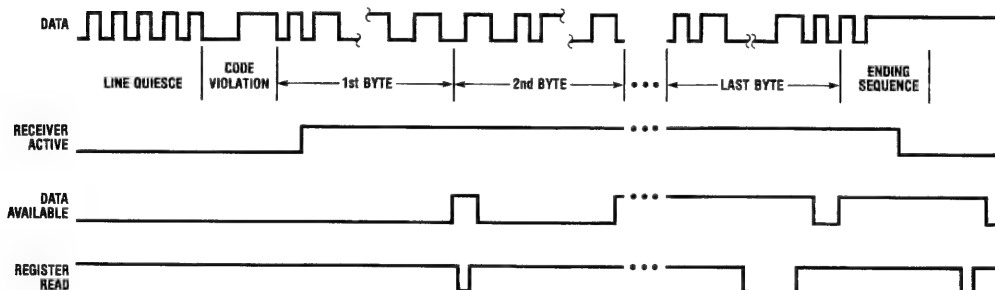 DATA
LINE QUIESCE
CODE
VIOLATION
1st BYTE
2nd BYTE
•••
LAST BYTE
ENDING
SEQUENCE
RECEIVER
ACTIVE
•••
DATA
AVAILABLE
•••
REGISTER
READ
•••